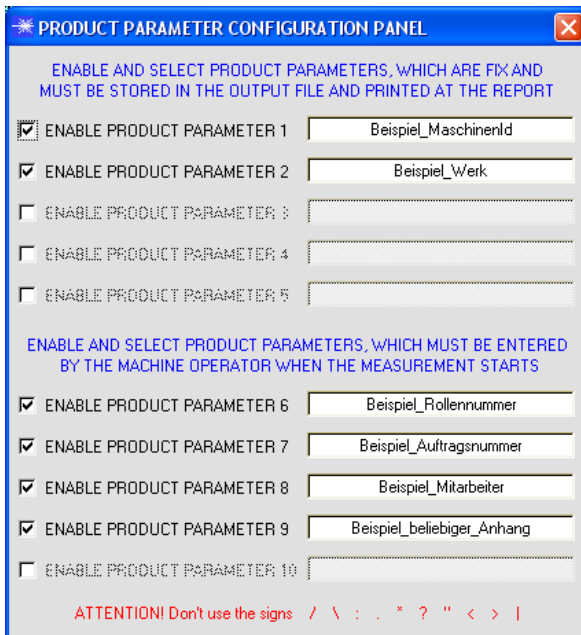 PRODUCT PARAMETER CONFIGURATION PANEL
ENABLE AND SELECT PRODUCT PARAMETERS, WHICH ARE FIX AND
MUST BE STORED IN THE OUTPUT FILE AND PRINTED AT THE REPORT
ENABLE PRODUCT PARAMETER 1 Beispiel_MaschinenId
ENABLE PRODUCT PARAMETER 2 Beispiel_Werk
ENABLE PRODUCT PARAMETER 3
ENABLE PRODUCT PARAMETER 4
ENABLE PRODUCT PARAMETER 5
ENABLE AND SELECT PRODUCT PARAMETERS, WHICH MUST BE ENTERED
BY THE MACHINE OPERATOR WHEN THE MEASUREMENT STARTS
ENABLE PRODUCT PARAMETER 6 Beispiel_Rollennummer
ENABLE PRODUCT PARAMETER 7 Beispiel_Auftragsnummer
ENABLE PRODUCT PARAMETER 8 Beispiel_Mitarbeiter
ENABLE PRODUCT PARAMETER 9 Beispiel_beliebiger_Anhang
ENABLE PRODUCT PARAMETER 10
ATTENTION! Don't use the signs / \ : . * ? " < > |